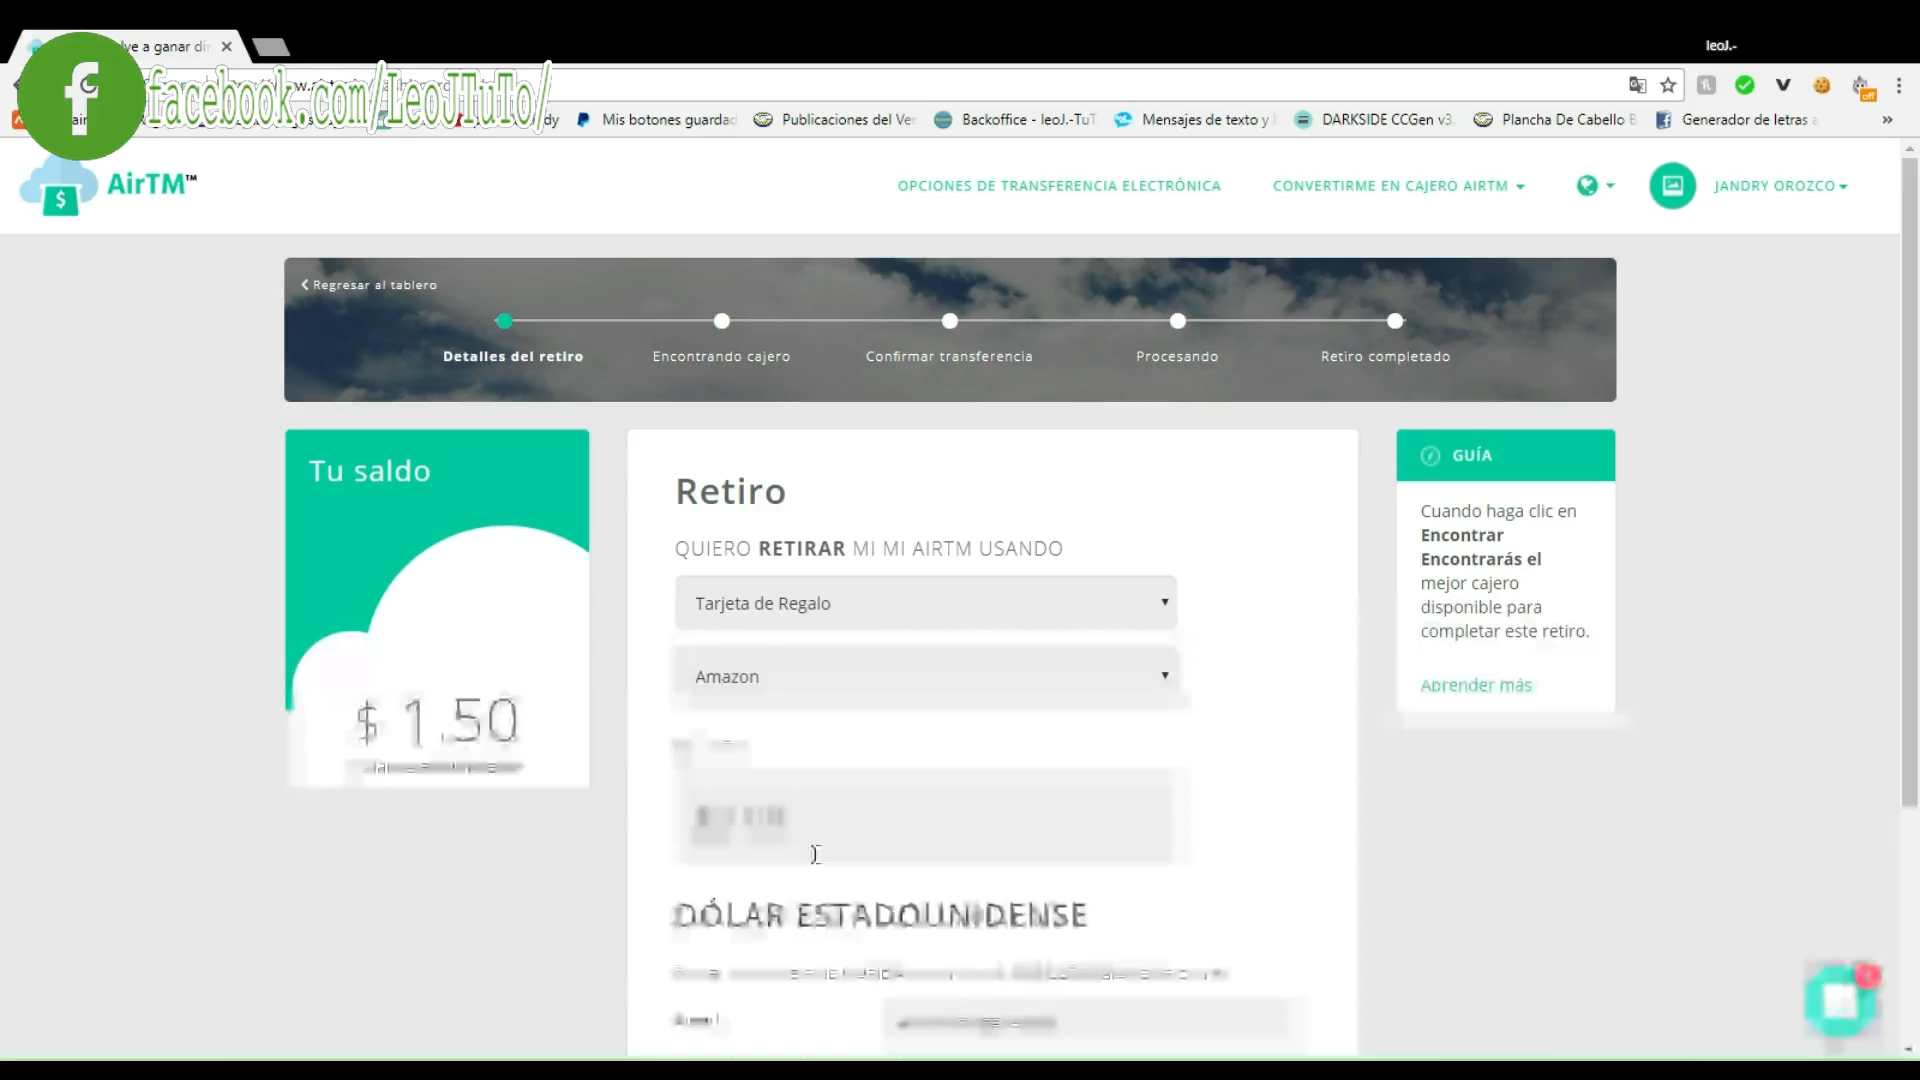 lve a ganar di
leoJ.-
facebook.com/LeoJTuTo/
Mis botones guardad
Publicaciones del Ver
Backoffice - leoJ.-TuT
Mensajes de texto y
DARKSIDE CCGen v3.
Plancha De Cabello B
Generador de letras a
»
AirTM™
OPCIONES DE TRANSFERENCIA ELECTRÓNICA
CONVERTIRME EN CAJERO AIRTM
JANDRY OROZCO
Regresar al tablero
Detalles del retiro
Encontrando cajero
Confirmar transferencia
Procesando
Retiro completado
Tu saldo
$ 1.50
Retiro
QUIERO RETIRAR MI MI AIRTM USANDO
Tarjeta de Regalo
Amazon
DÓLAR ESTADOUNIDENSE
GUÍA
Cuando haga clic en
Encontrar
Encontrarás el
mejor cajero
disponible para
completar este retiro.
Aprender más